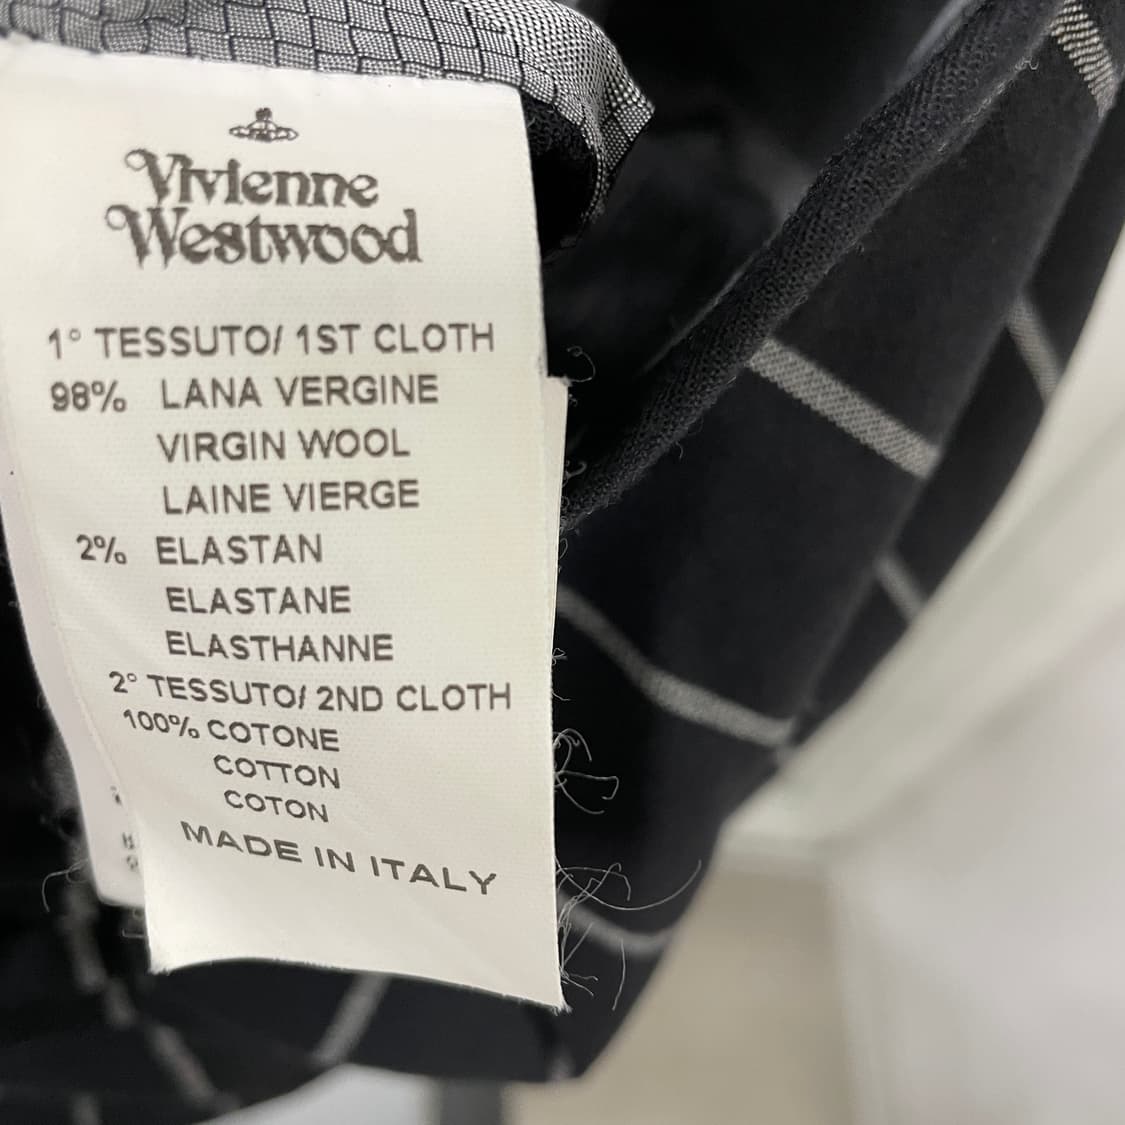 Vivienne
Westwood
1° TESSUTO/ 1ST CLOTH
98% LANA VERGINE
VIRGIN WOOL
LAINE VIERGE
2% ELASTAN
ELASTANE
ELASTHANNE
2° TESSUTO/ 2ND CLOTH
100% COTONE
COTTON
COTON
MADE IN ITALY